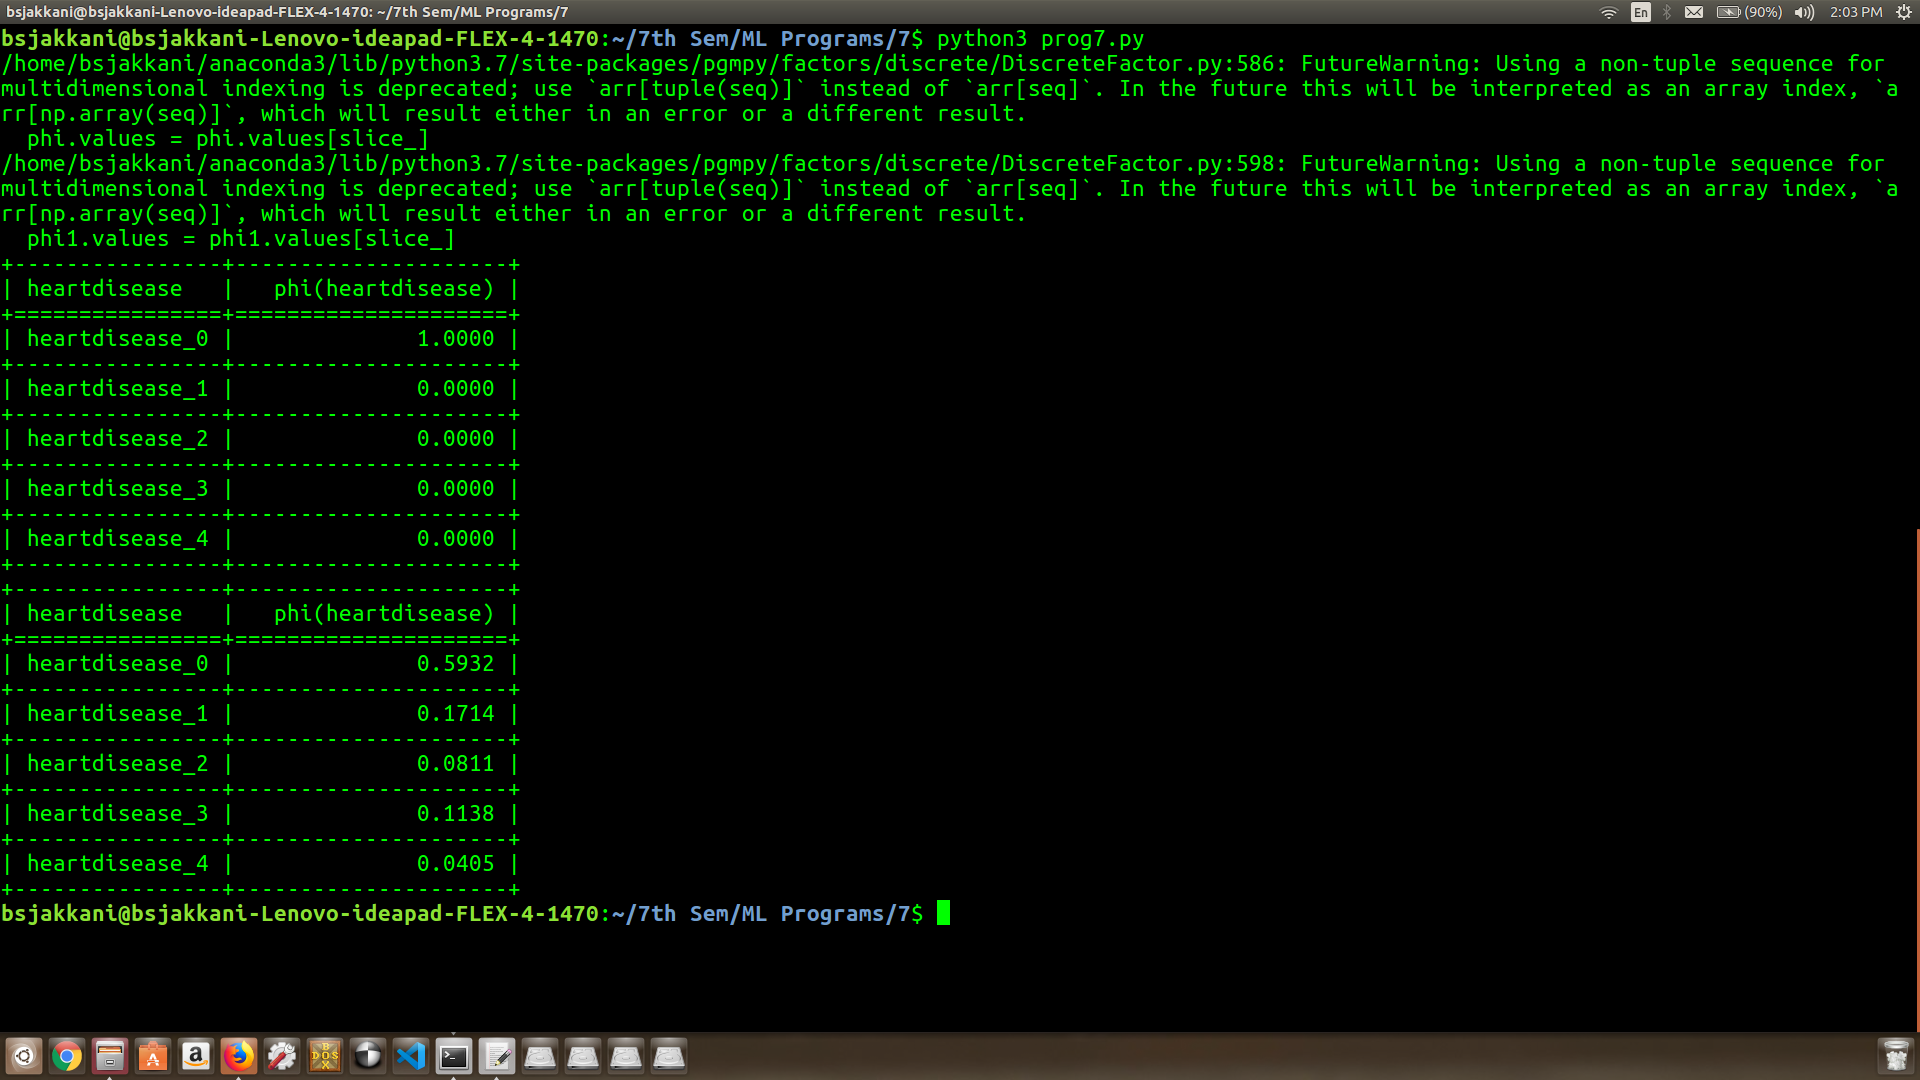 bsjakkani@bsjakkani-Lenovo-ideapad-FLEX-4-1470: ~/7th Sem/ML Programs/7
En (90%) 2:03 PM
bsjakkani@bsjakkani-Lenovo-ideapad-FLEX-4-1470:~/7th Sem/ML Programs/7$ python3 prog7.py
/home/bsjakkani/anaconda3/lib/python3.7/site-packages/pgmpy/factors/discrete/DiscreteFactor.py:586: FutureWarning: Using a non-tuple sequence for
multidimensional indexing is deprecated; use `arr[tuple(seq)]` instead of `arr[seq]`. In the future this will be interpreted as an array index, `a
rr[np.array(seq)]`, which will result either in an error or a different result.
  phi.values = phi.values[slice_]
/home/bsjakkani/anaconda3/lib/python3.7/site-packages/pgmpy/factors/discrete/DiscreteFactor.py:598: FutureWarning: Using a non-tuple sequence for
multidimensional indexing is deprecated; use `arr[tuple(seq)]` instead of `arr[seq]`. In the future this will be interpreted as an array index, `a
rr[np.array(seq)]`, which will result either in an error or a different result.
  phi1.values = phi1.values[slice_]
+----------------+---------------------+
| heartdisease   |   phi(heartdisease) |
+================+=====================+
| heartdisease_0 |              1.0000 |
+----------------+---------------------+
| heartdisease_1 |              0.0000 |
+----------------+---------------------+
| heartdisease_2 |              0.0000 |
+----------------+---------------------+
| heartdisease_3 |              0.0000 |
+----------------+---------------------+
| heartdisease_4 |              0.0000 |
+----------------+---------------------+
+----------------+---------------------+
| heartdisease   |   phi(heartdisease) |
+================+=====================+
| heartdisease_0 |              0.5932 |
+----------------+---------------------+
| heartdisease_1 |              0.1714 |
+----------------+---------------------+
| heartdisease_2 |              0.0811 |
+----------------+---------------------+
| heartdisease_3 |              0.1138 |
+----------------+---------------------+
| heartdisease_4 |              0.0405 |
+----------------+---------------------+
bsjakkani@bsjakkani-Lenovo-ideapad-FLEX-4-1470:~/7th Sem/ML Programs/7$